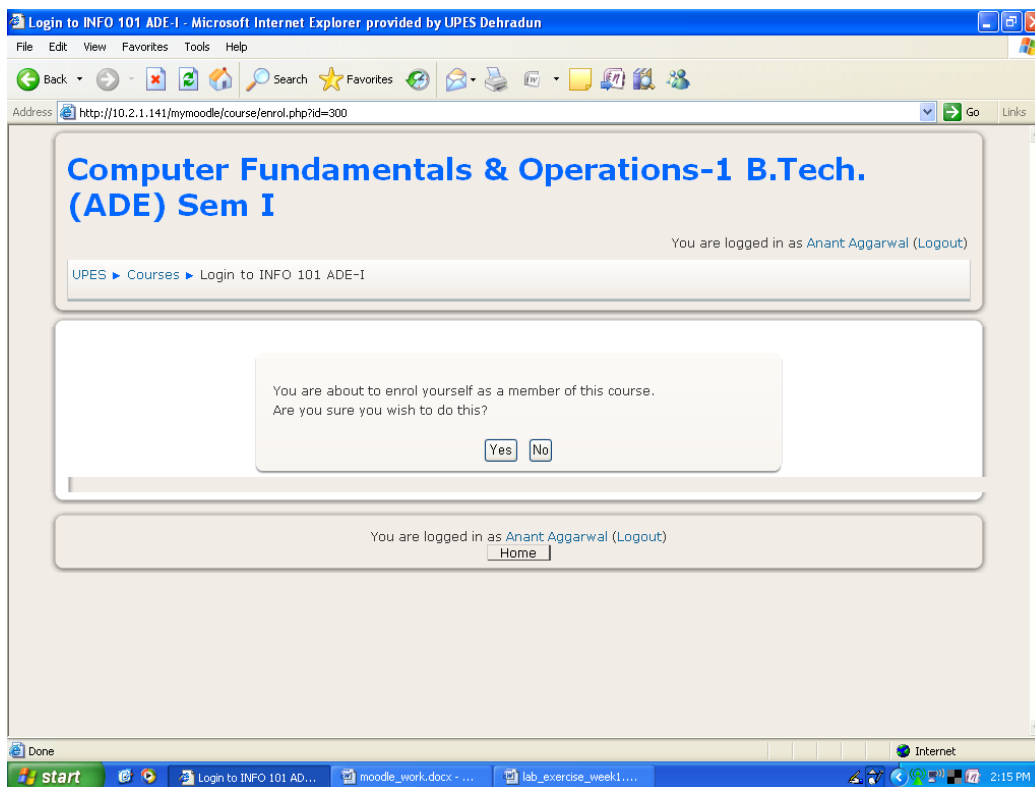 Login to INFO 101 ADE-I - Microsoft Internet Explorer provided by UPES Dehradun
File Edit View Favorites Tools Help
Back Search Favorites
Address http://10.2.1.141/mymoodle/course/enrol.php?id=300 Go Links
Computer Fundamentals & Operations-1 B.Tech.
(ADE) Sem I
You are logged in as Anant Aggarwal (Logout)
UPES ► Courses ► Login to INFO 101 ADE-I
You are about to enrol yourself as a member of this course.
Are you sure you wish to do this?
Yes No
You are logged in as Anant Aggarwal (Logout)
Home
Done Internet
start Login to INFO 101 AD... moodle_work.docx - ... lab_exercise_week1.... 2:15 PM